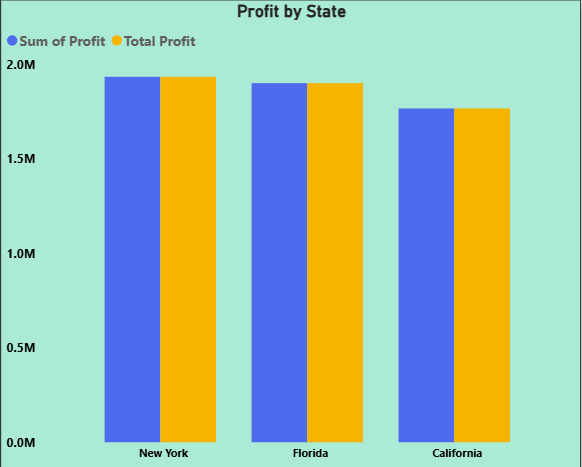 Profit by State
Sum of Profit Total Profit
2.0M
1.5M
1.0M
0.5M
0.0M
New York Florida California